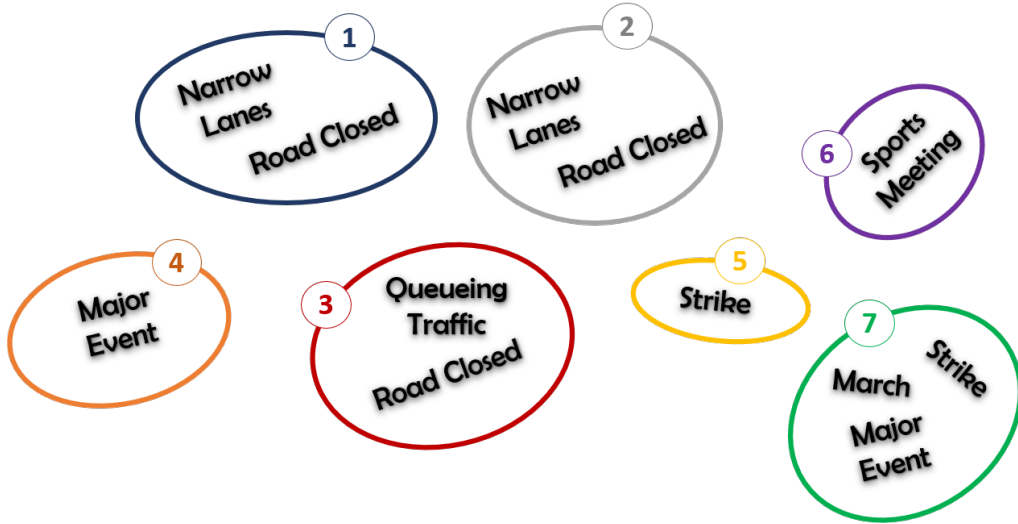 1
Narrow
Lanes
Road Closed
2
Narrow
Lanes
Road Closed
6
Sports
Meeting
4
Major
Event
3
Queueing
Traffic
Road Closed
5
Strike
7
Strike
March
Major
Event